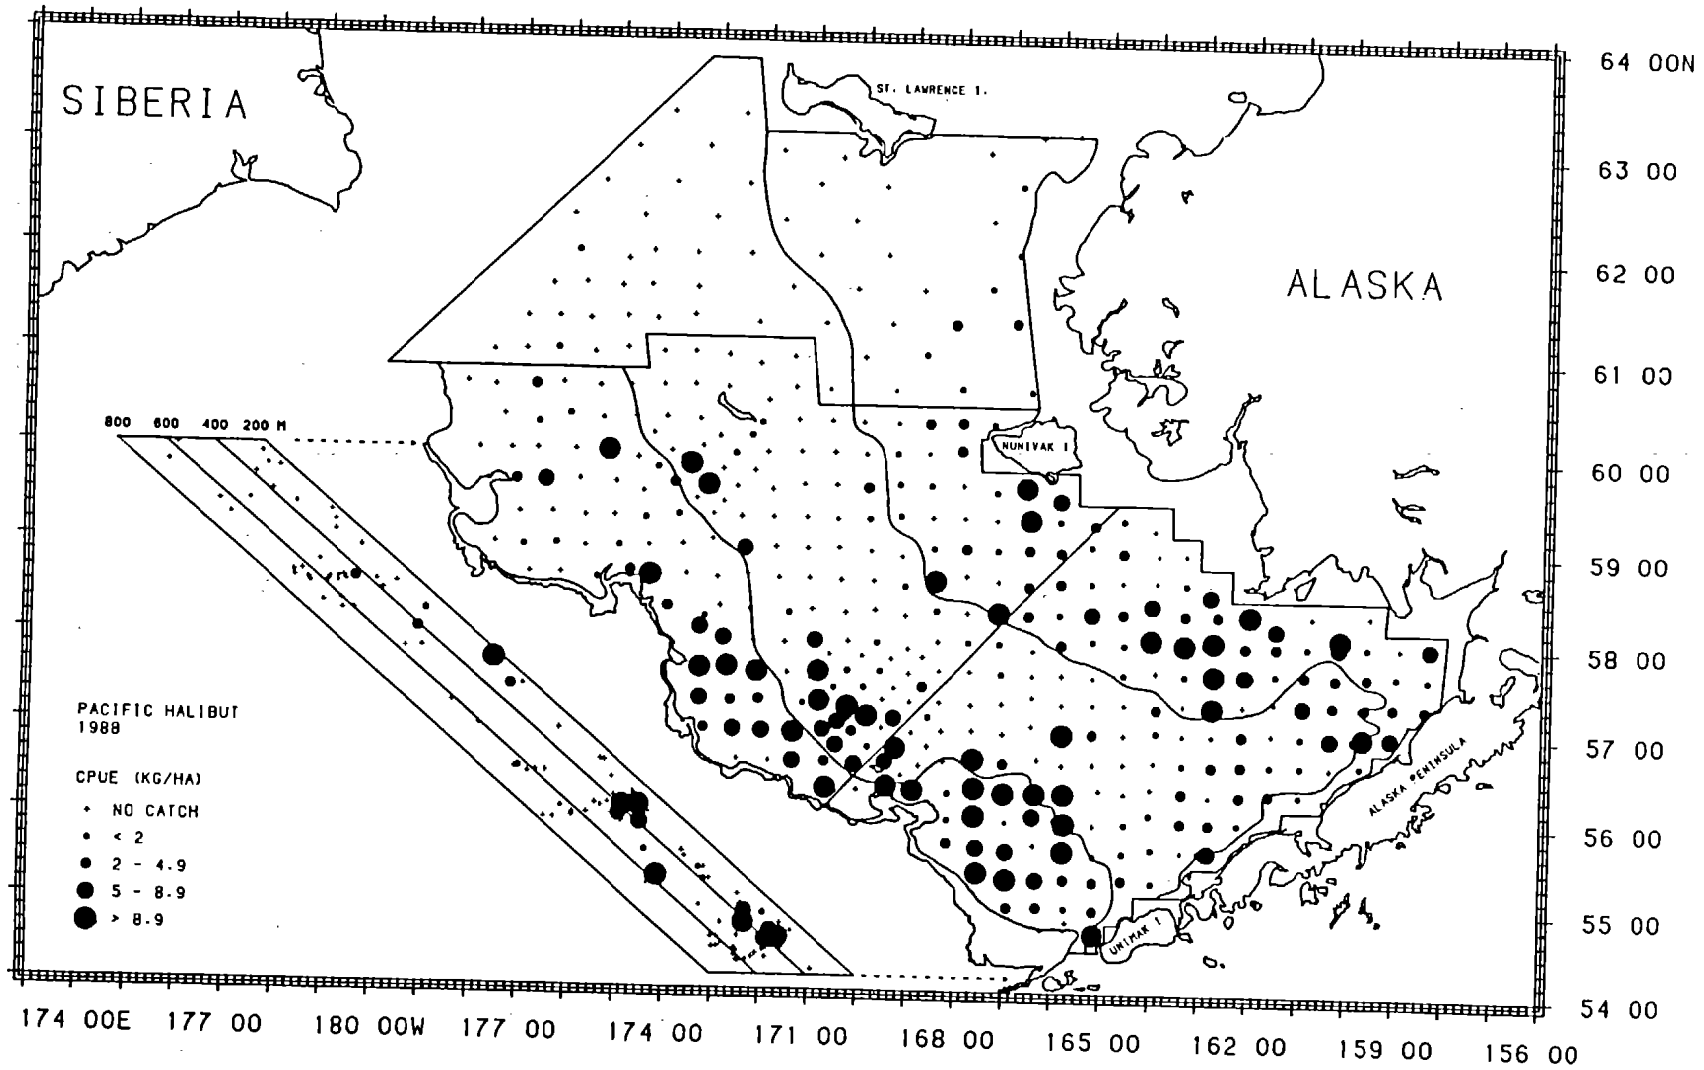 64 00N
SIBERIA
ST. LAWRENCE I.
63 00
ALASKA
62 00
61 00
800 600 400 200 M
NUNIVAK I
60 00
59 00
58 00
PACIFIC HALIBUT
1988
57 00
CPUE (KG/HA)
+ NO CATCH
< 2
2 - 4.9
5 - 8.9
> 8.9
ALASKA PENINSULA
56 00
55 00
UNIMAK I
54 00
174 00E 177 00 180 00W 177 00 174 00 171 00 168 00 165 00 162 00 159 00 156 00